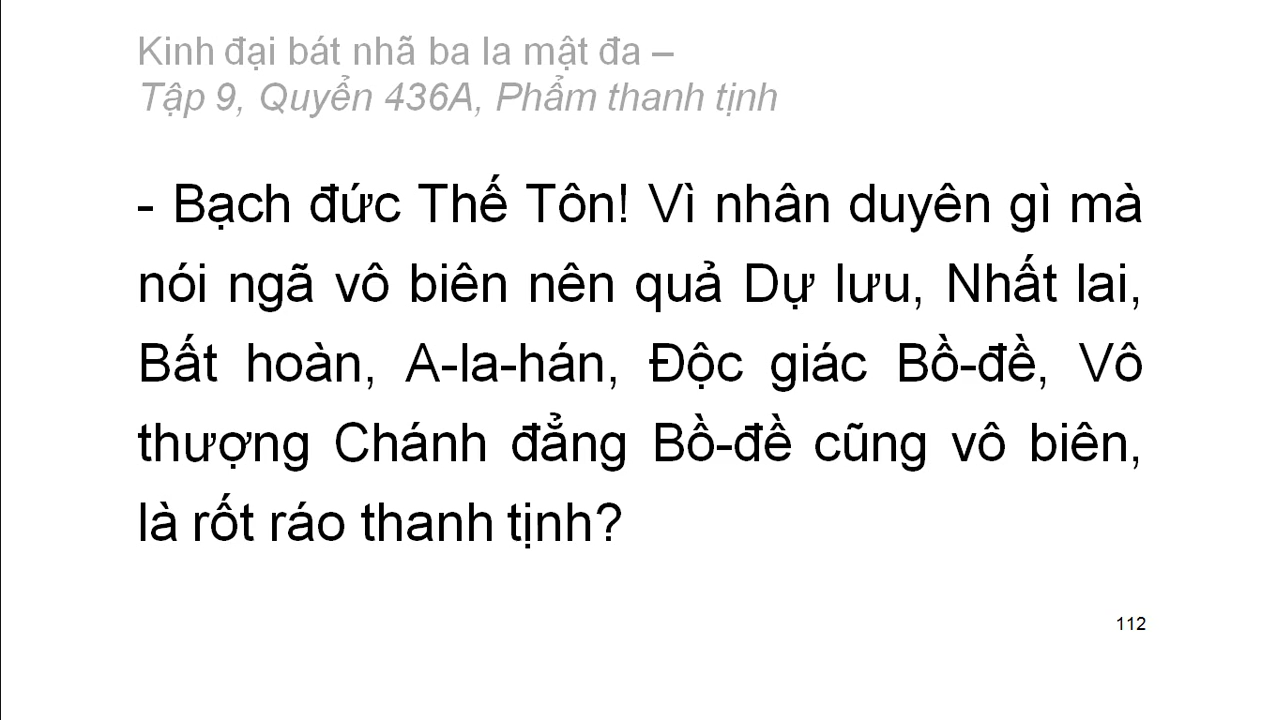 Kinh đại bát nhã ba la mật đa –
Tập 9, Quyển 436A, Phẩm thanh tịnh
- Bạch đức Thế Tôn! Vì nhân duyên gì mà
nói ngã vô biên nên quả Dự lưu, Nhất lai,
Bất hoàn, A-la-hán, Độc giác Bồ-đề, Vô
thượng Chánh đẳng Bồ-đề cũng vô biên,
là rốt ráo thanh tịnh?
112